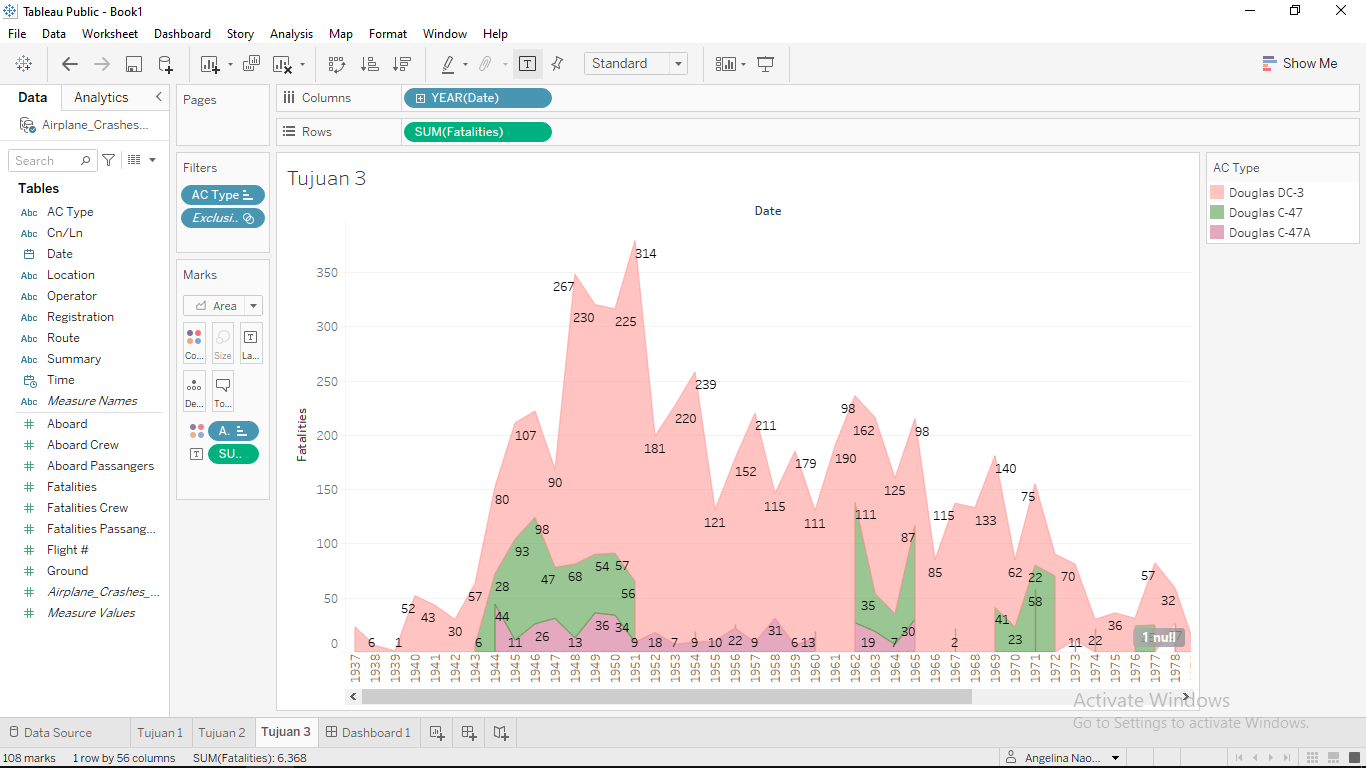 Tableau Public - Book1
File Data Worksheet Dashboard Story Analysis Map Format Window Help
Standard
Show Me
Data Analytics
Airplane_Crashes...
Search
Tables
Abc AC Type
Abc Cn/Ln
Date
Abc Location
Abc Operator
Abc Registration
Abc Route
Abc Summary
Time
Abc Measure Names
# Aboard
# Aboard Crew
# Aboard Passengers
# Fatalities
# Fatalities Crew
# Fatalities Passang...
# Flight #
# Ground
# Airplane_Crashes_...
# Measure Values
Pages
Filters
AC Type
Exclusi..
Marks
Area
Co... Size La...
De... To...
A.
SU..
Columns YEAR(Date)
Rows SUM(Fatalities)
Tujuan 3
Date
Fatalities
350
300
250
200
150
100
50
0
314
267
230 225
239
220
211
181
179
152
121
115
111
107
90
80
98
93
57
52
43
30
6
1
6
28
47
68
54
57
56
44
11
26
13
36
34
9
18
7
9
10
22
9
31
6
13
98
162
190
125
98
111
87
35
19
7
30
115
85
133
2
140
75
62
22
58
41
23
70
11
22
36
57
32
1 null
1937 1938 1939 1940 1941 1942 1943 1944 1945 1946 1947 1948 1949 1950 1951 1952 1953 1954 1955 1956 1957 1958 1959 1960 1961 1962 1963 1964 1965 1966 1967 1968 1969 1970 1971 1972 1973 1974 1975 1976 1977 1978
AC Type
Douglas DC-3
Douglas C-47
Douglas C-47A
Activate Windows
Go to Settings to activate Windows.
Data Source Tujuan 1 Tujuan 2 Tujuan 3 Dashboard 1
108 marks 1 row by 56 columns SUM(Fatalities): 6,368
Angelina Nao...